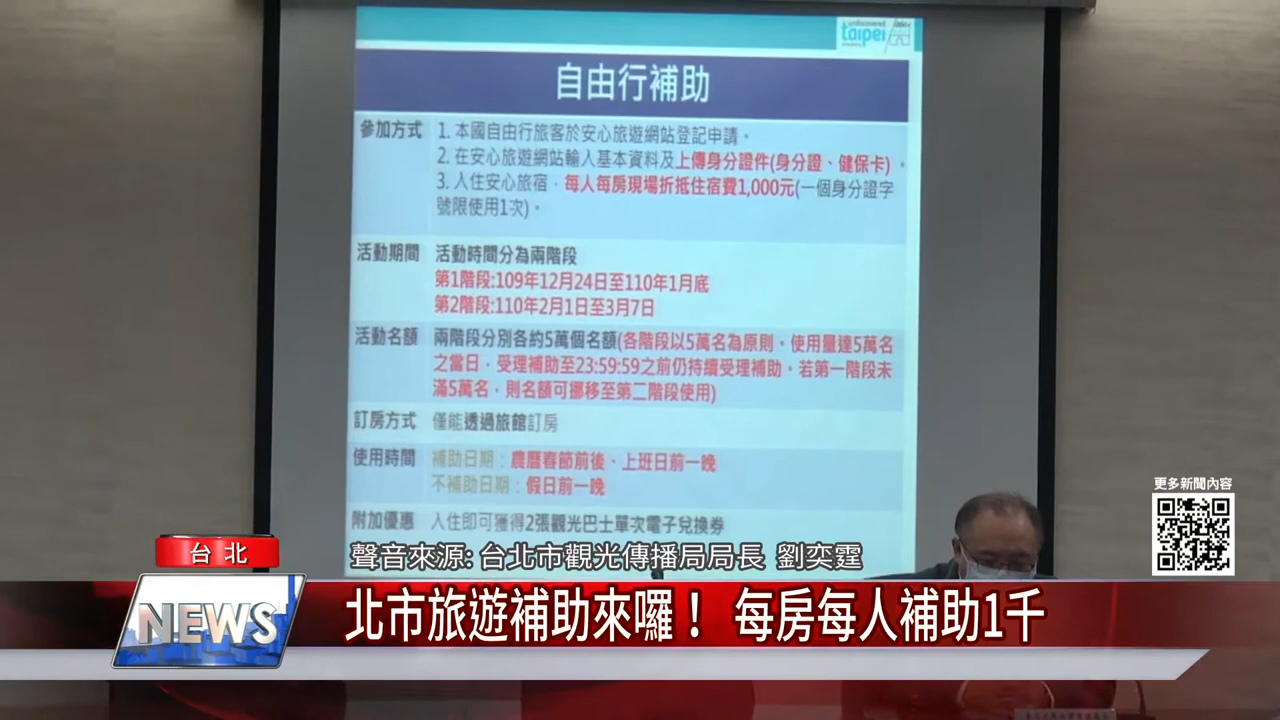 undiscovered
taipei
自由行補助
參加方式
1. 本國自由行旅客於安心旅遊網站登記申請。
2. 在安心旅遊網站輸入基本資料及上傳身分證件(身分證、健保卡)。
3. 入住安心旅宿，每人每房現場折抵住宿費1,000元(一個身分證字
號限使用1次)。
活動期間
活動時間分為兩階段
第1階段:109年12月24日至110年1月底
第2階段:110年2月1日至3月7日
活動名額
兩階段分別各約5萬個名額(各階段以5萬名為原則，使用量達5萬名
之當日，受理補助至23:59:59之前仍持續受理補助。若第一階段未
滿5萬名，則名額可挪移至第二階段使用)
訂房方式
僅能透過旅館訂房
使用時間
補助日期：農曆春節前後、上班日前一晚
不補助日期：假日前一晚
附加優惠
入住即可獲得2張觀光巴士單次電子兌換券
更多新聞內容
聲音來源: 台北市觀光傳播局局長 劉奕霆
台北
NEWS
北市旅遊補助來囉！ 每房每人補助1千